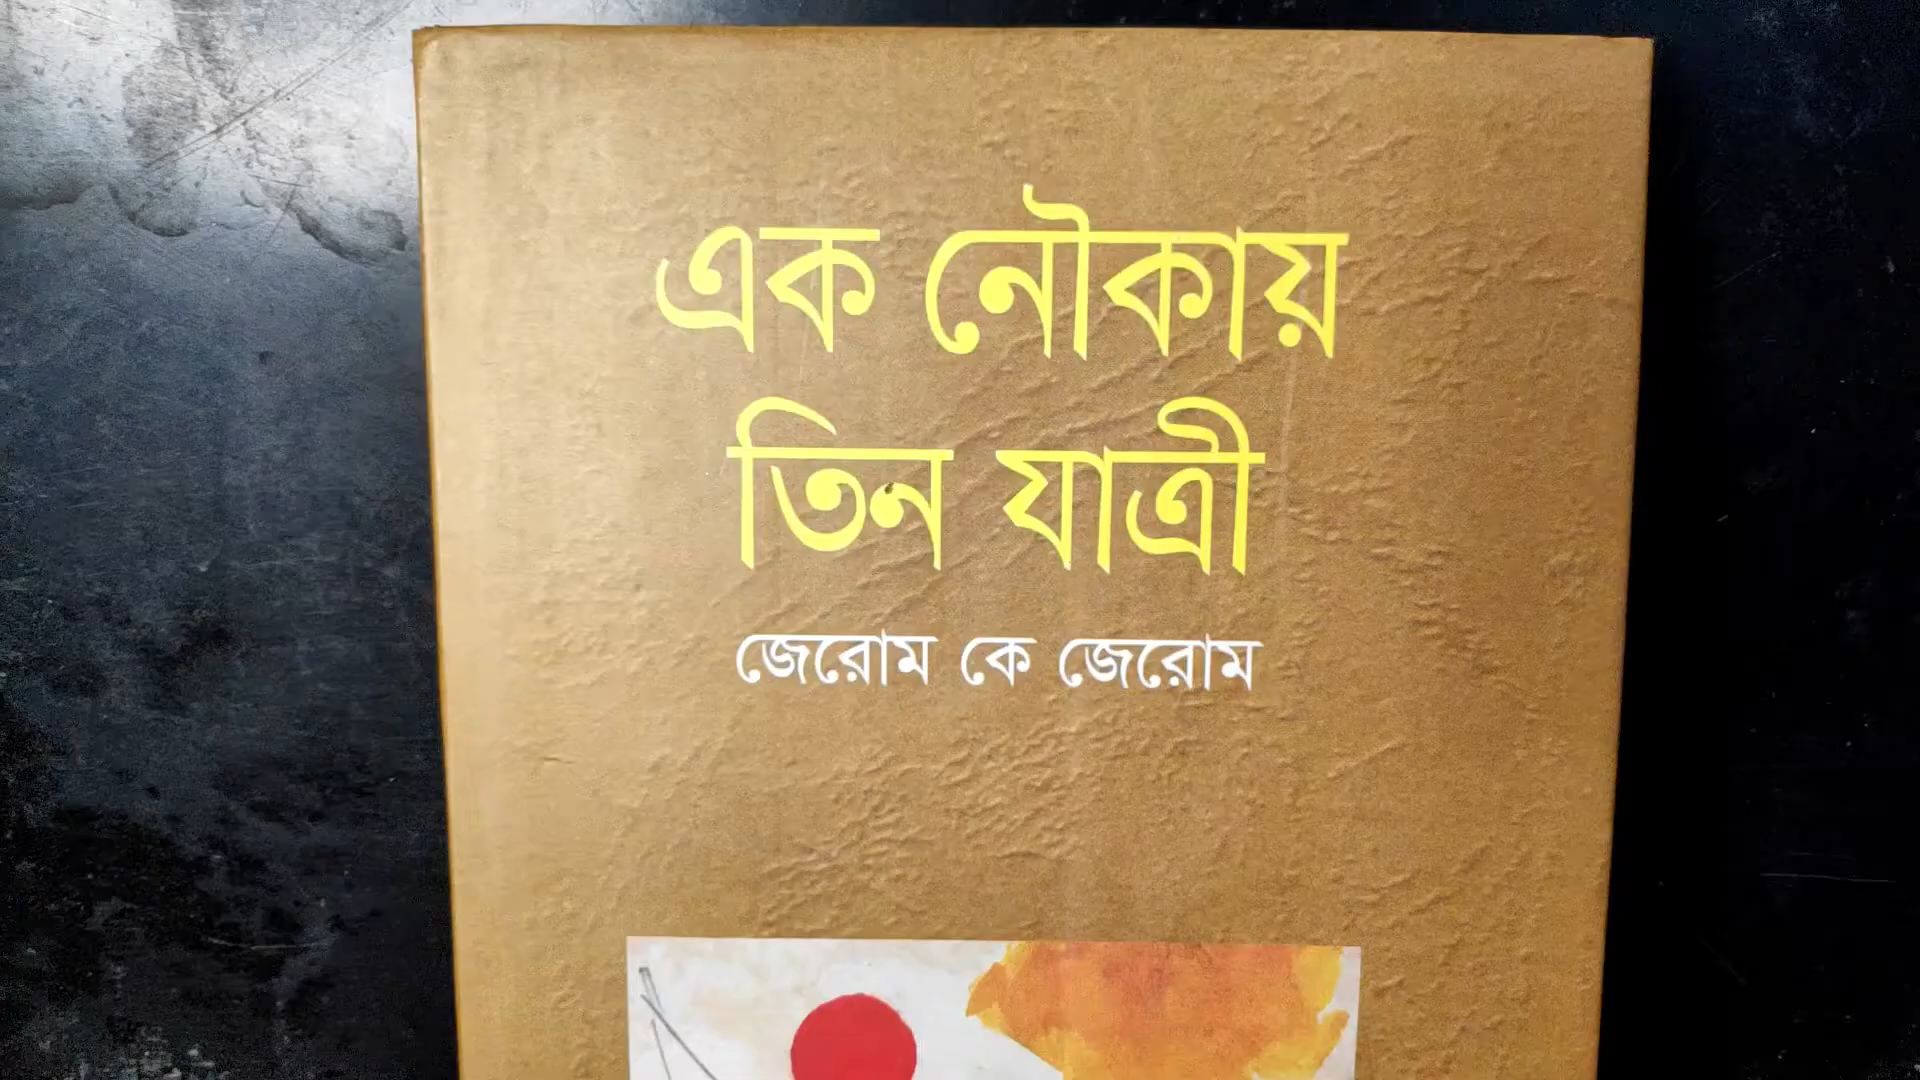 এক নৌকায়
তিন যাত্রী
জেরোম কে জেরোম